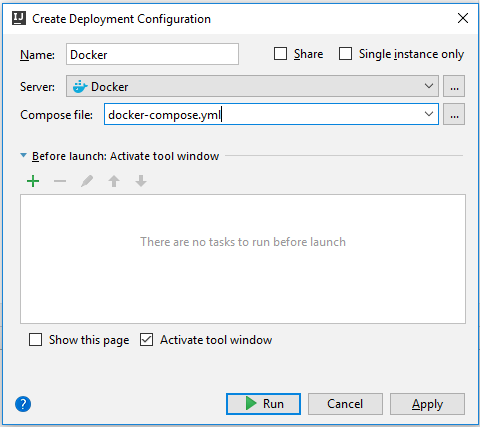 IJ Create Deployment Configuration
Name: Docker Share Single instance only
Server: Docker ...
Compose file: docker-compose.yml ...
Before launch: Activate tool window
There are no tasks to run before launch
Show this page Activate tool window
? Run Cancel Apply